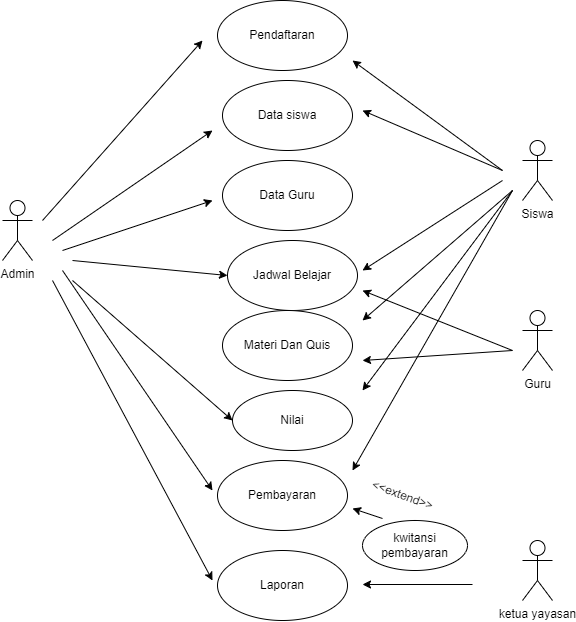 Pendaftaran
Data siswa
Data Guru
Siswa
Admin
Jadwal Belajar
Materi Dan Quis
Guru
Nilai
Pembayaran
<<extend>>
kwitansi
pembayaran
Laporan
ketua yayasan